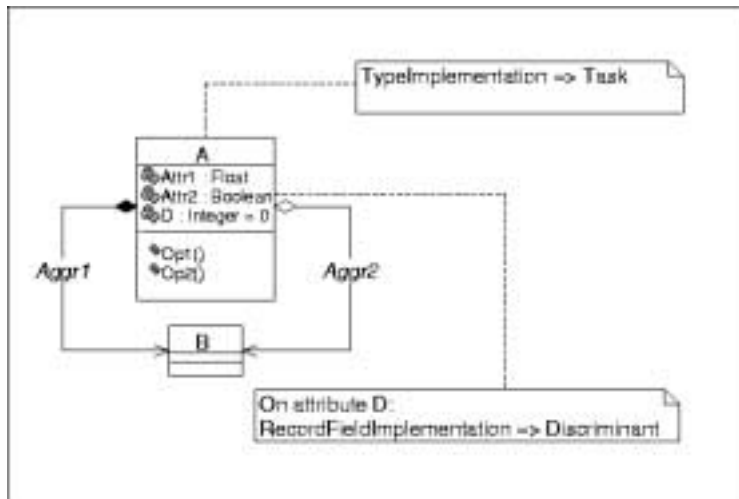 TypeImplementation => Task
A
Attr1 : Float
Attr2 : Boolean
D : Integer = 0
Op1()
Op2()
Aggr1
Aggr2
B
On attribute D:
RecordFieldImplementation => Discriminant